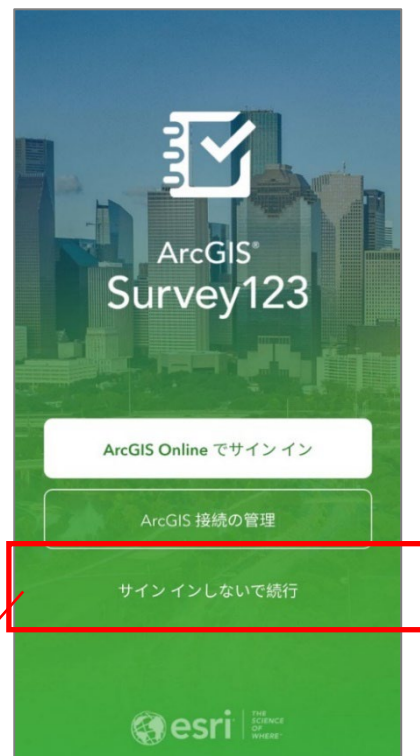 ArcGIS®
Survey123
ArcGIS Online でサイン イン
ArcGIS 接続の管理
サイン インしないで続行
esri
THE
SCIENCE
OF
WHERE™